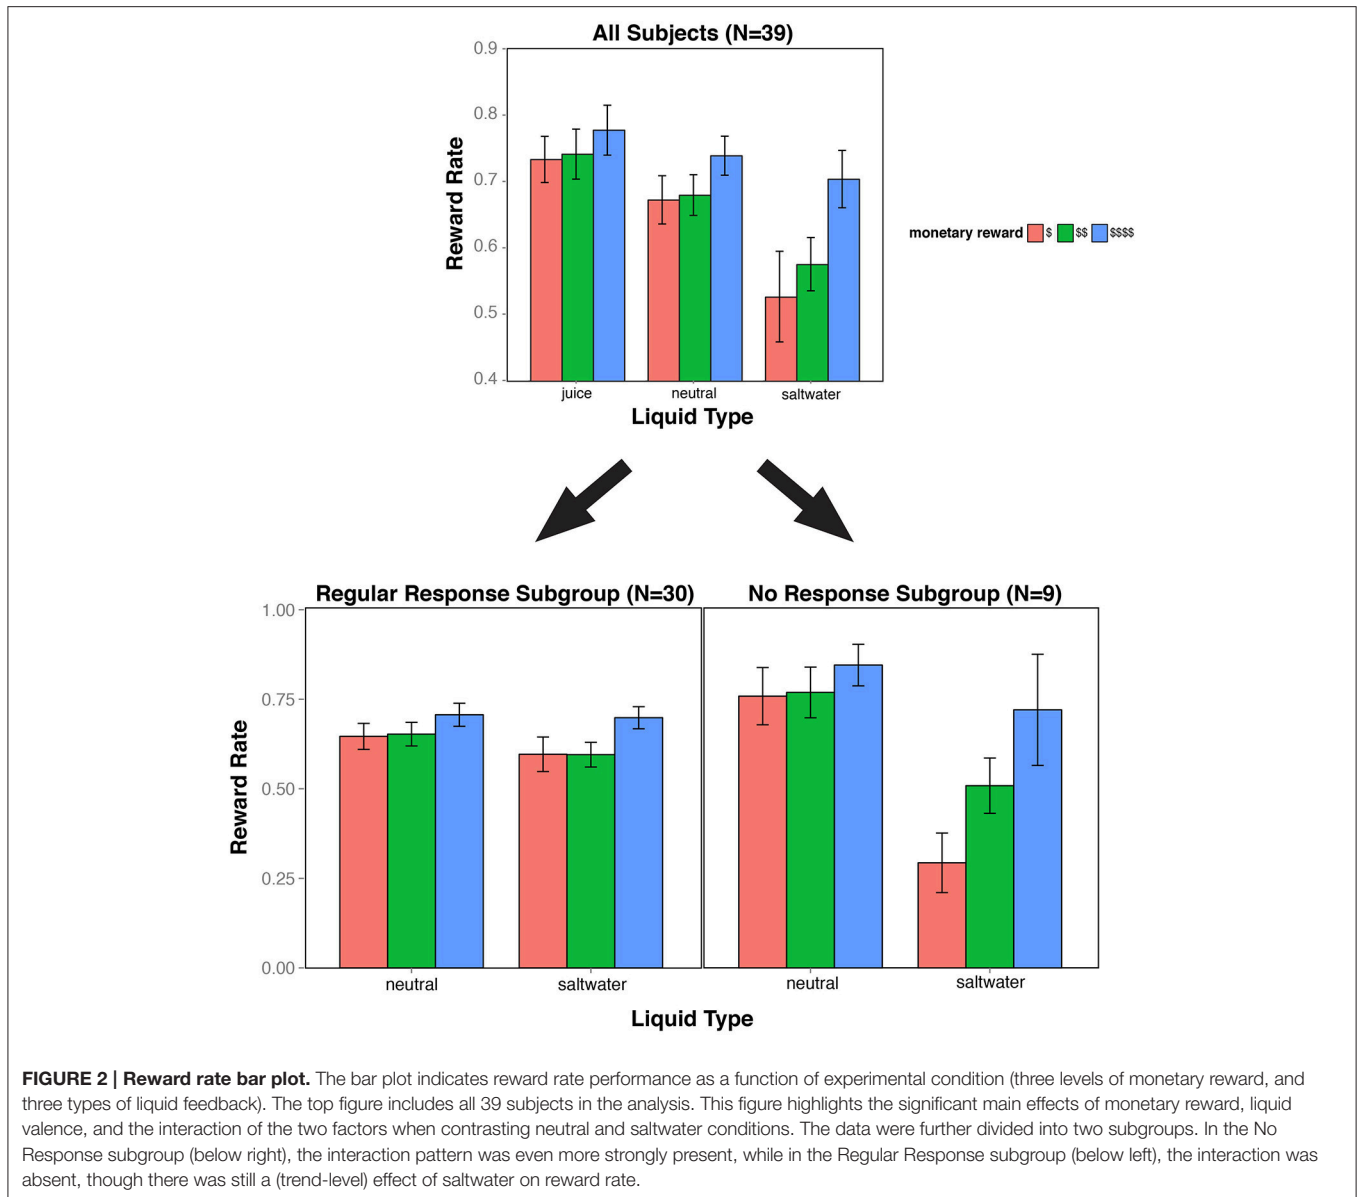 All Subjects (N=39)
0.9
0.8
0.7
0.6
0.5
0.4
Reward Rate
juice
neutral
saltwater
Liquid Type
monetary reward $ $$ $$$$
Regular Response Subgroup (N=30)
No Response Subgroup (N=9)
1.00
0.75
0.50
0.25
0.00
Reward Rate
neutral
saltwater
neutral
saltwater
Liquid Type
FIGURE 2 | Reward rate bar plot. The bar plot indicates reward rate performance as a function of experimental condition (three levels of monetary reward, and
three types of liquid feedback). The top figure includes all 39 subjects in the analysis. This figure highlights the significant main effects of monetary reward, liquid
valence, and the interaction of the two factors when contrasting neutral and saltwater conditions. The data were further divided into two subgroups. In the No
Response subgroup (below right), the interaction pattern was even more strongly present, while in the Regular Response subgroup (below left), the interaction was
absent, though there was still a (trend-level) effect of saltwater on reward rate.